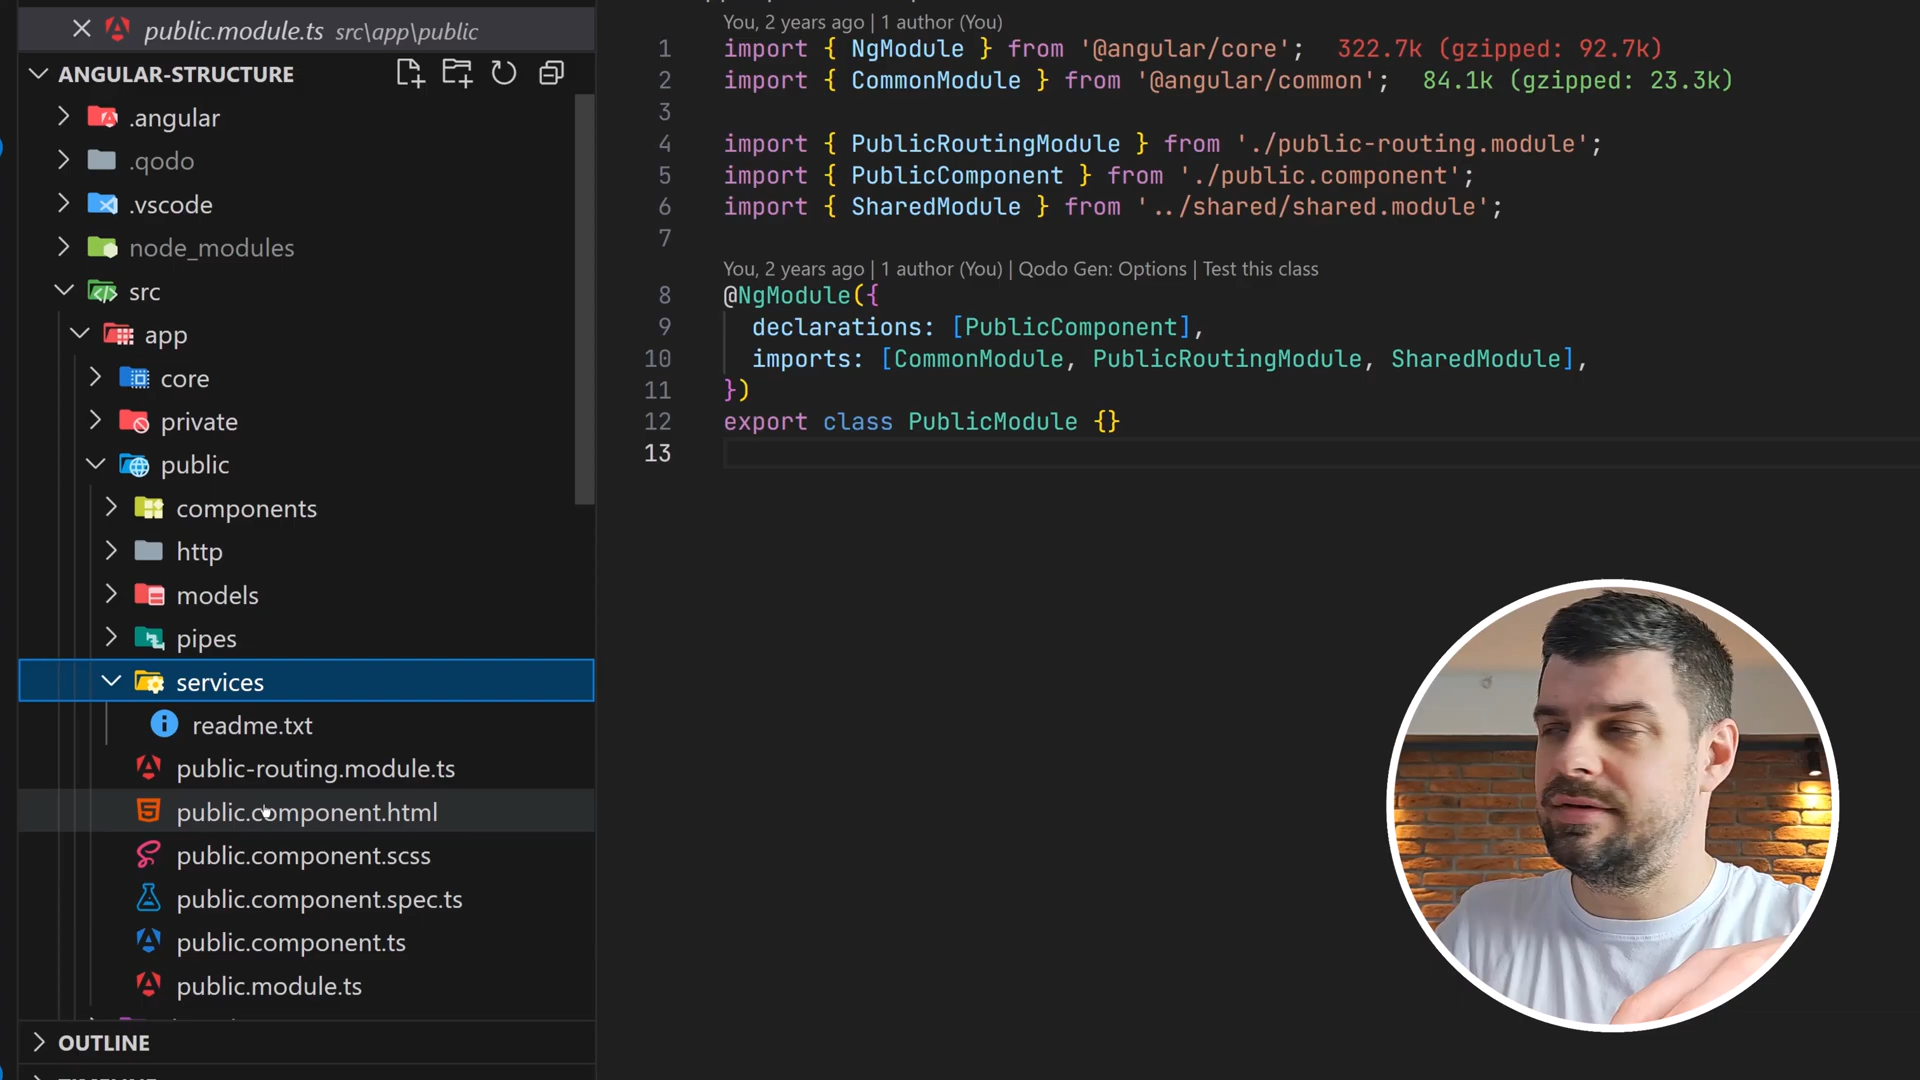 public.module.ts src\app\public
ANGULAR-STRUCTURE
.angular
.qodo
.vscode
node_modules
src
app
core
private
public
components
http
models
pipes
services
readme.txt
public-routing.module.ts
public.component.html
public.component.scss
public.component.spec.ts
public.component.ts
public.module.ts
OUTLINE
You, 2 years ago | 1 author (You)
1 import { NgModule } from '@angular/core'; 322.7k (gzipped: 92.7k)
2 import { CommonModule } from '@angular/common'; 84.1k (gzipped: 23.3k)
3
4 import { PublicRoutingModule } from './public-routing.module';
5 import { PublicComponent } from './public.component';
6 import { SharedModule } from '../shared/shared.module';
7
You, 2 years ago | 1 author (You) | Qodo Gen: Options | Test this class
8 @NgModule({
9 declarations: [PublicComponent],
10 imports: [CommonModule, PublicRoutingModule, SharedModule],
11 })
12 export class PublicModule {}
13